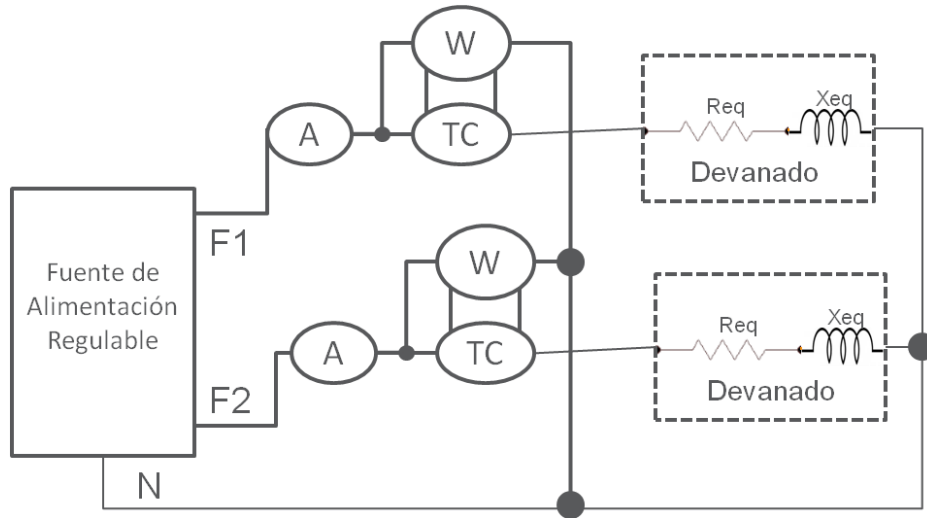 W
A
TC
Req
Xeq
Devanado
F1
Fuente de
Alimentación
Regulable
W
A
TC
Req
Xeq
Devanado
F2
N